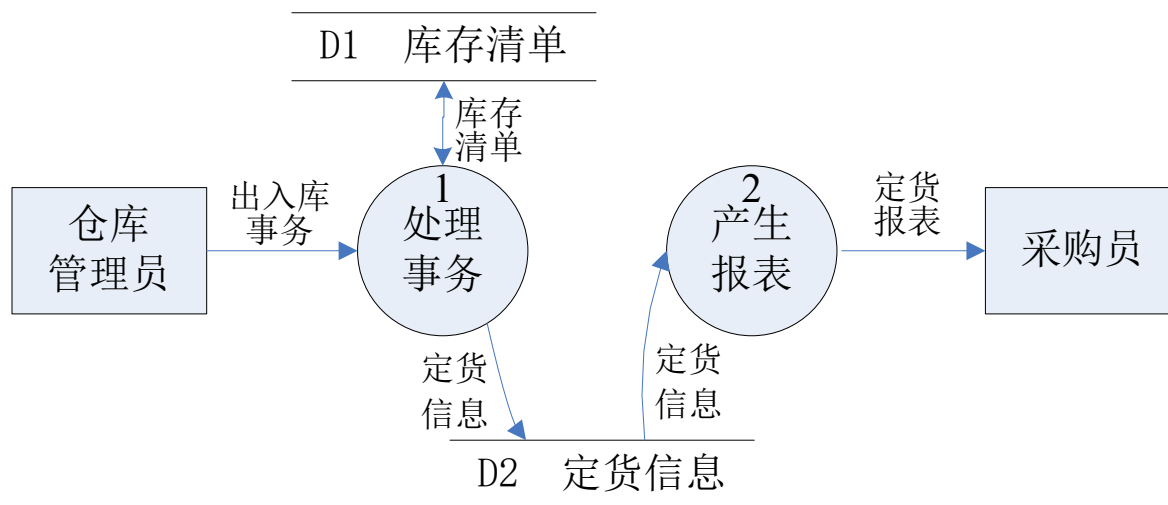 D1 库存清单
库存
清单
仓库
管理员
出入库
事务
1
处理
事务
2
产生
报表
定货
报表
采购员
定货
信息
定货
信息
D2 定货信息